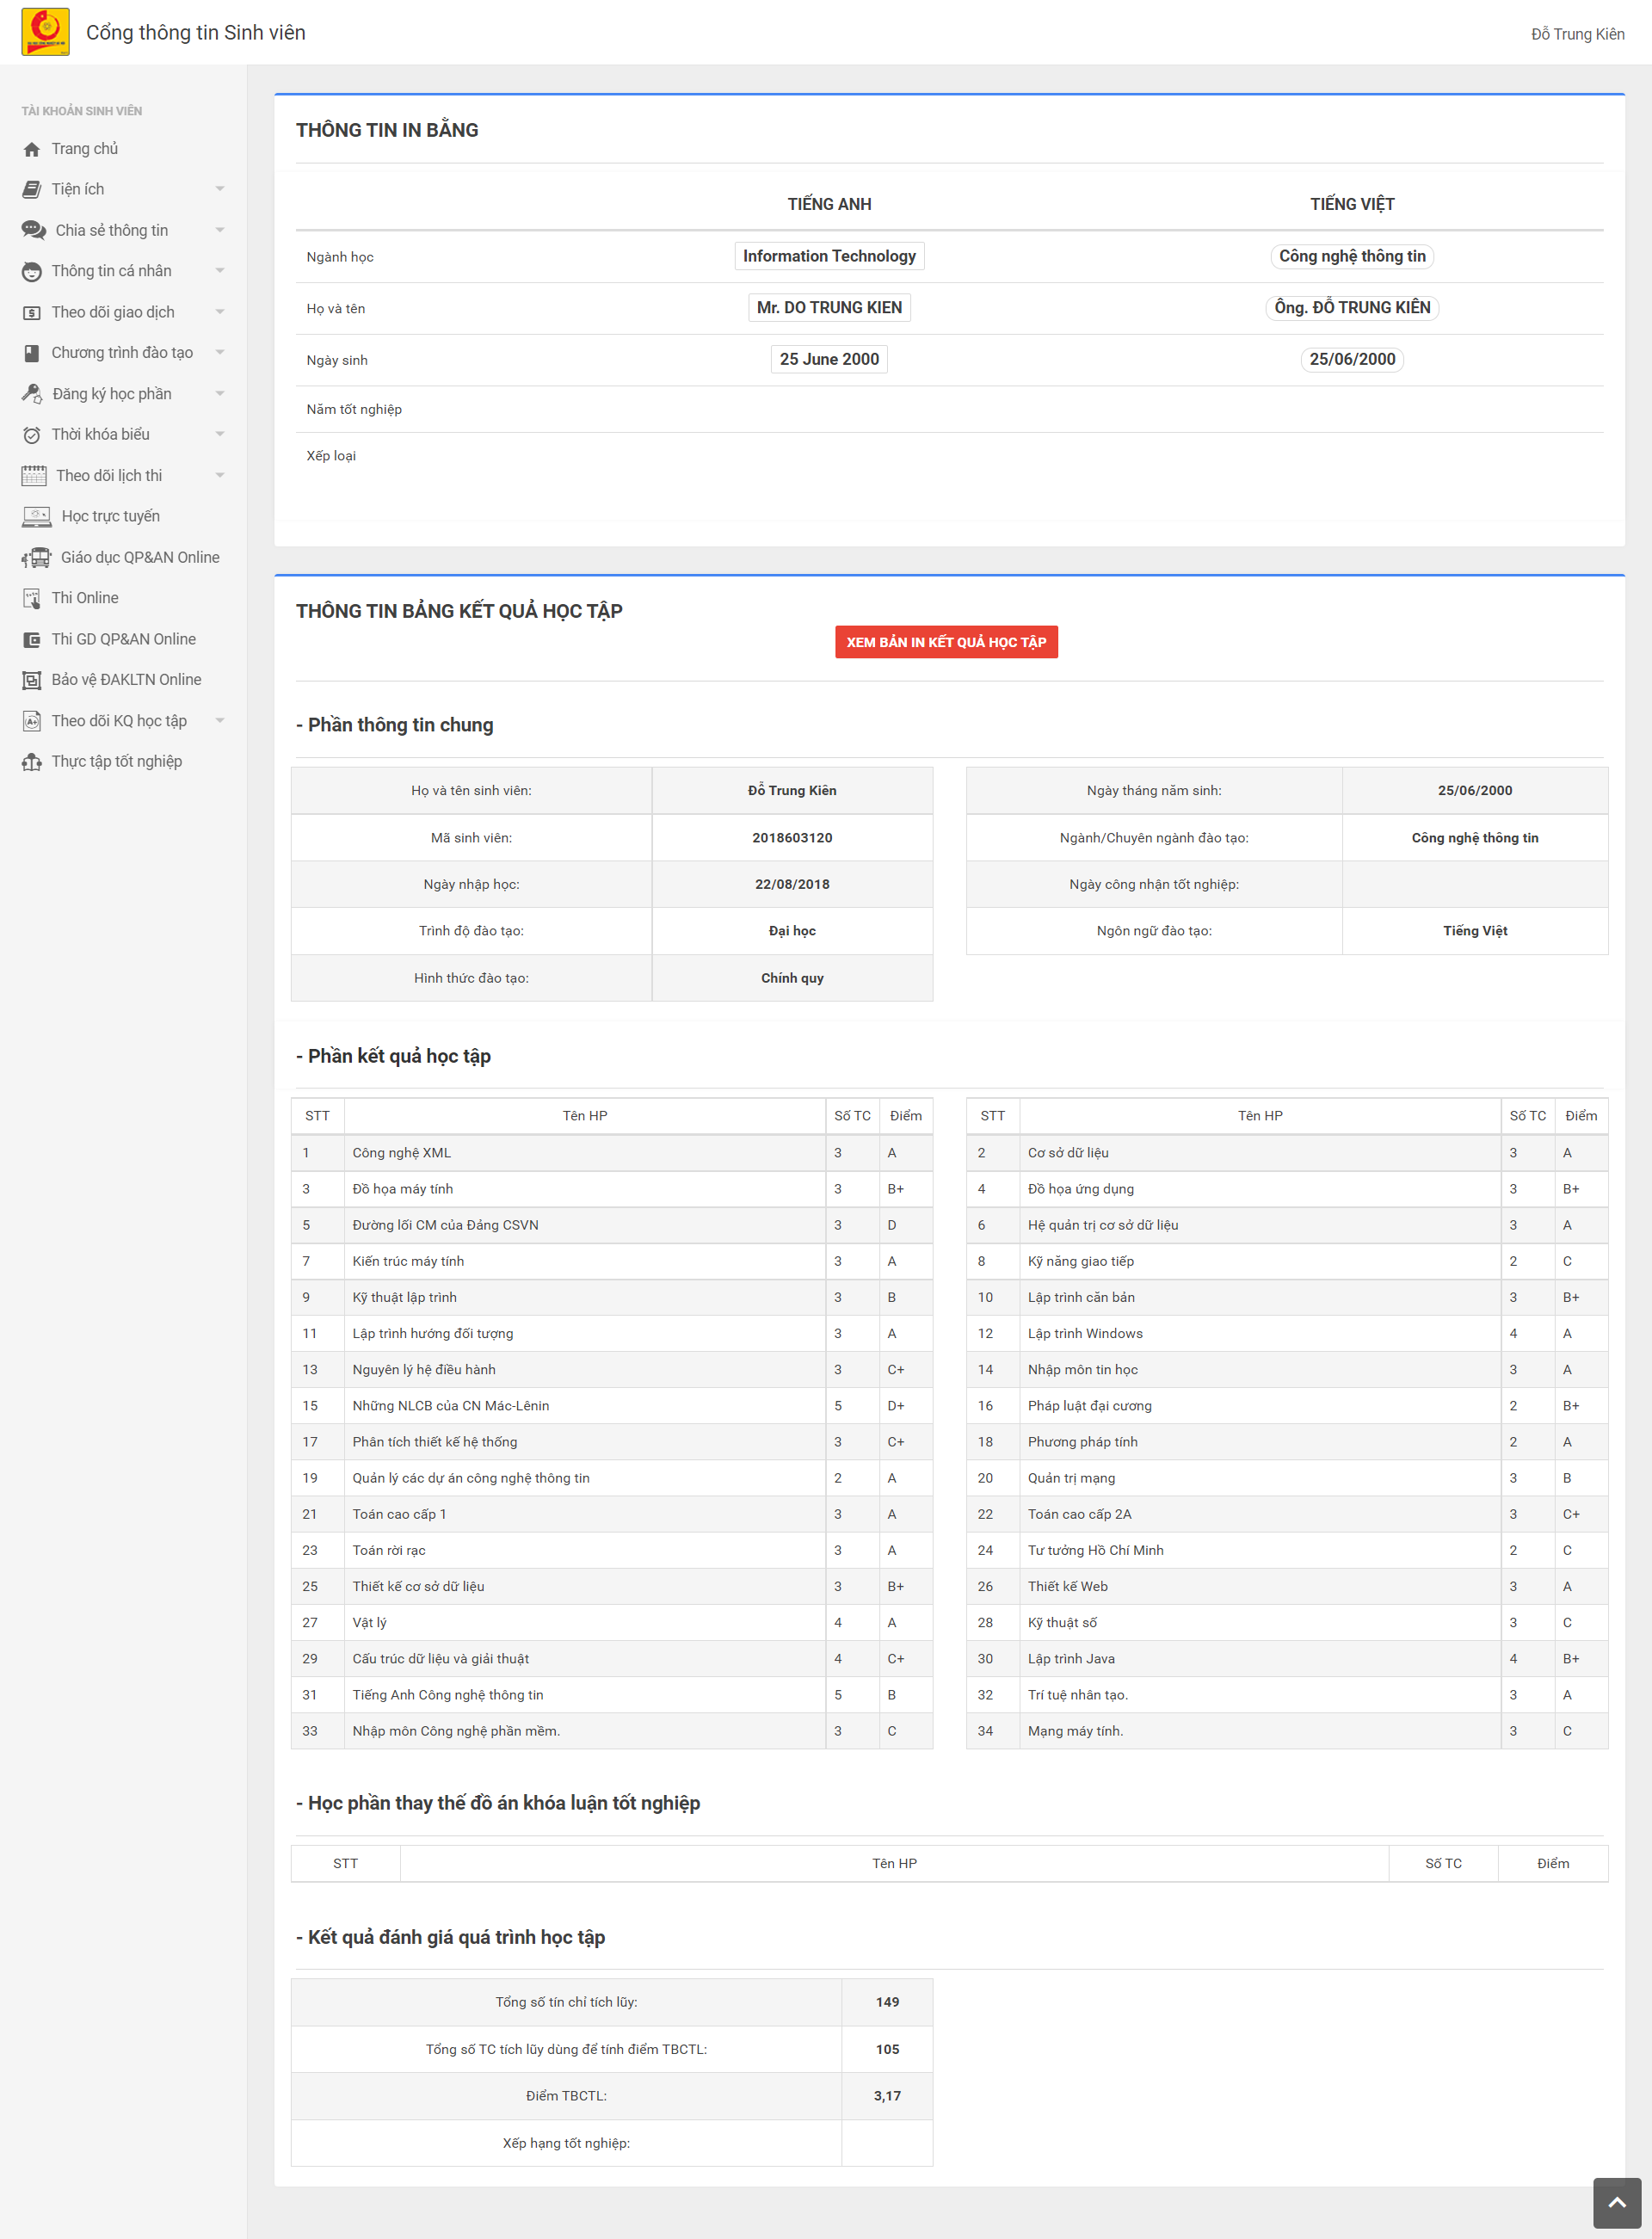 Cổng thông tin Sinh viên
Đỗ Trung Kiên
TÀI KHOẢN SINH VIÊN
Trang chủ
Tiện ích
Chia sẻ thông tin
Thông tin cá nhân
Theo dõi giao dịch
Chương trình đào tạo
Đăng ký học phần
Thời khóa biểu
Theo dõi lịch thi
Học trực tuyến
Giáo dục QP&AN Online
Thi Online
Thi GD QP&AN Online
Bảo vệ ĐAKLTN Online
Theo dõi KQ học tập
Thực tập tốt nghiệp
THÔNG TIN IN BẰNG
TIẾNG ANH TIẾNG VIỆT
Ngành học Information Technology Công nghệ thông tin
Họ và tên Mr. DO TRUNG KIEN Ông. ĐỖ TRUNG KIÊN
Ngày sinh 25 June 2000 25/06/2000
Năm tốt nghiệp
Xếp loại
THÔNG TIN BẢNG KẾT QUẢ HỌC TẬP
XEM BẢN IN KẾT QUẢ HỌC TẬP
- Phần thông tin chung
Họ và tên sinh viên: Đỗ Trung Kiên Ngày tháng năm sinh: 25/06/2000
Mã sinh viên: 2018603120 Ngành/Chuyên ngành đào tạo: Công nghệ thông tin
Ngày nhập học: 22/08/2018 Ngày công nhận tốt nghiệp:
Trình độ đào tạo: Đại học Ngôn ngữ đào tạo: Tiếng Việt
Hình thức đào tạo: Chính quy
- Phần kết quả học tập
STT Tên HP Số TC Điểm STT Tên HP Số TC Điểm
1 Công nghệ XML 3 A 2 Cơ sở dữ liệu 3 A
3 Đồ họa máy tính 3 B+ 4 Đồ họa ứng dụng 3 B+
5 Đường lối CM của Đảng CSVN 3 D 6 Hệ quản trị cơ sở dữ liệu 3 A
7 Kiến trúc máy tính 3 A 8 Kỹ năng giao tiếp 2 C
9 Kỹ thuật lập trình 3 B 10 Lập trình căn bản 3 B+
11 Lập trình hướng đối tượng 3 A 12 Lập trình Windows 4 A
13 Nguyên lý hệ điều hành 3 C+ 14 Nhập môn tin học 3 A
15 Những NLCB của CN Mác-Lênin 5 D+ 16 Pháp luật đại cương 2 B+
17 Phân tích thiết kế hệ thống 3 C+ 18 Phương pháp tính 2 A
19 Quản lý các dự án công nghệ thông tin 2 A 20 Quản trị mạng 3 B
21 Toán cao cấp 1 3 A 22 Toán cao cấp 2A 3 C+
23 Toán rời rạc 3 A 24 Tư tưởng Hồ Chí Minh 2 C
25 Thiết kế cơ sở dữ liệu 3 B+ 26 Thiết kế Web 3 A
27 Vật lý 4 A 28 Kỹ thuật số 3 C
29 Cấu trúc dữ liệu và giải thuật 4 C+ 30 Lập trình Java 4 B+
31 Tiếng Anh Công nghệ thông tin 5 B 32 Trí tuệ nhân tạo. 3 A
33 Nhập môn Công nghệ phần mềm. 3 C 34 Mạng máy tính. 3 C
- Học phần thay thế đồ án khóa luận tốt nghiệp
STT Tên HP Số TC Điểm
- Kết quả đánh giá quá trình học tập
Tổng số tín chỉ tích lũy: 149
Tổng số TC tích lũy dùng để tính điểm TBCTL: 105
Điểm TBCTL: 3,17
Xếp hạng tốt nghiệp: